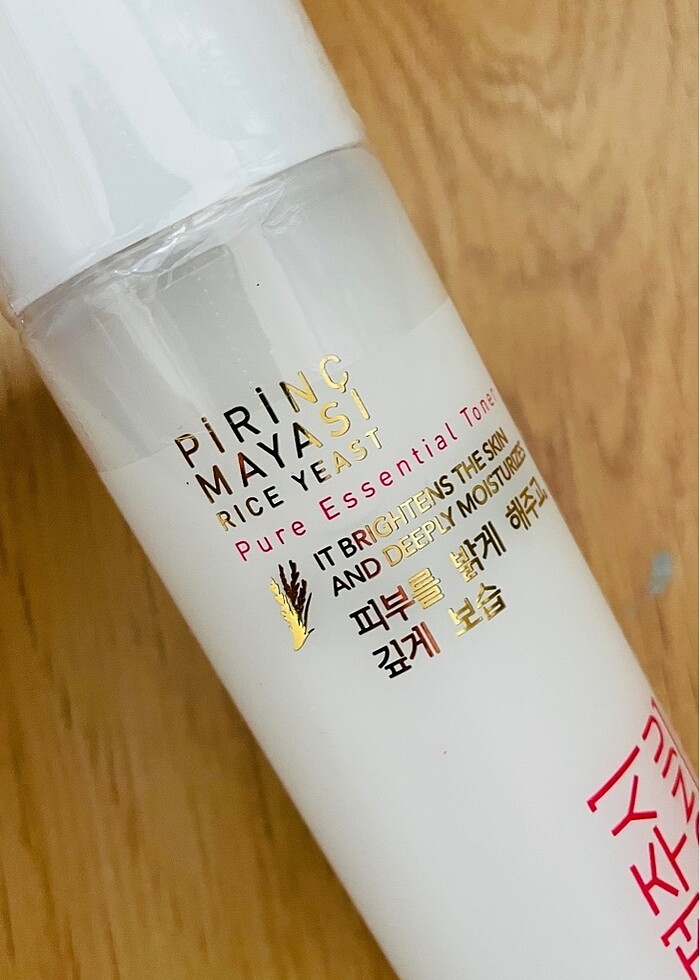 PİRİNÇ
MAYASI
RICE YEAST
Pure Essential Toner
IT BRIGHTENS THE SKIN
AND DEEPLY MOISTURIZES
피부를 밝게 해주고,
깊게 보습